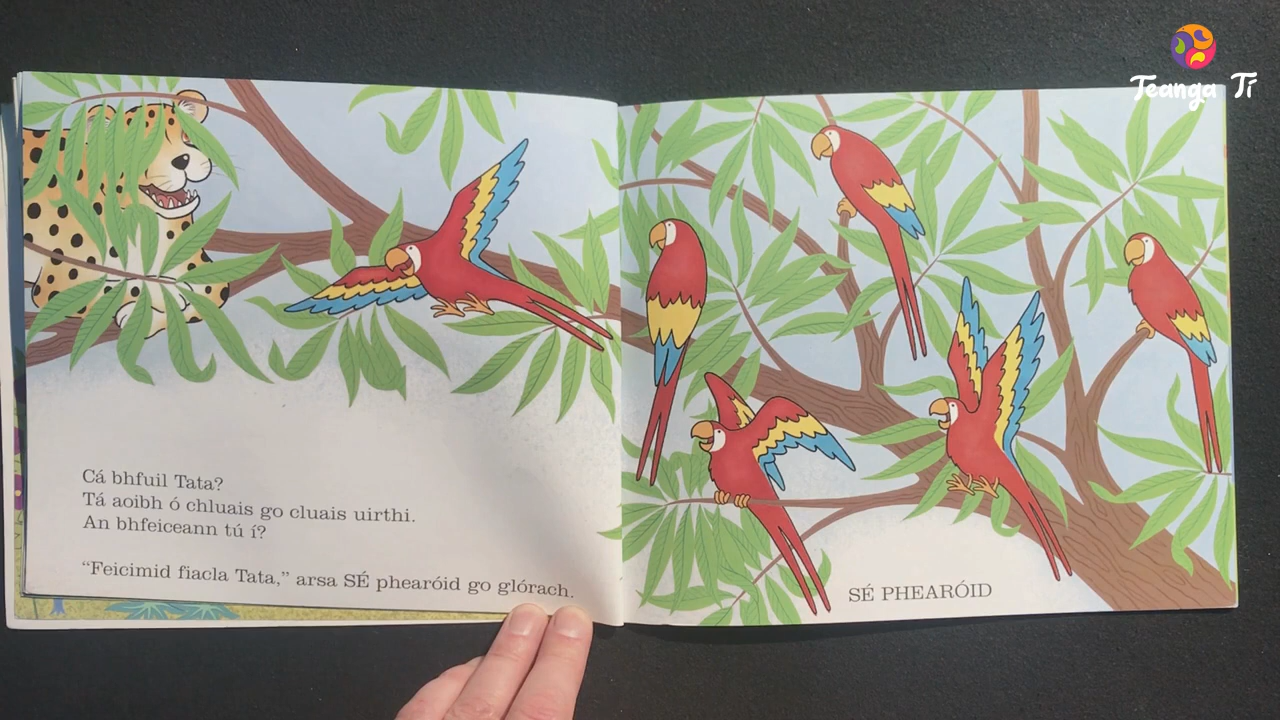 Teanga Tí
Cá bhfuil Tata?
Tá aoibh ó chluais go cluais uirthi.
An bhfeiceann tú í?
“Feicimid fiacla Tata,” arsa SÉ phearóid go glórach.
SÉ PHEARÓID